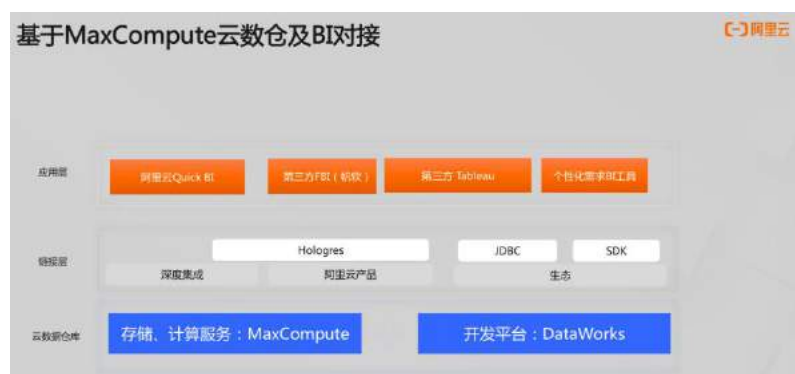 基于MaxCompute云数仓及BI对接
阿里云
应用层
阿里云Quick BI
第三方FBI（帆软）
第三方 Tableau
个性化需求BI工具
链接层
Hologres
JDBC
SDK
深度集成
阿里云产品
生态
云数据仓库
存储、计算服务：MaxCompute
开发平台：DataWorks